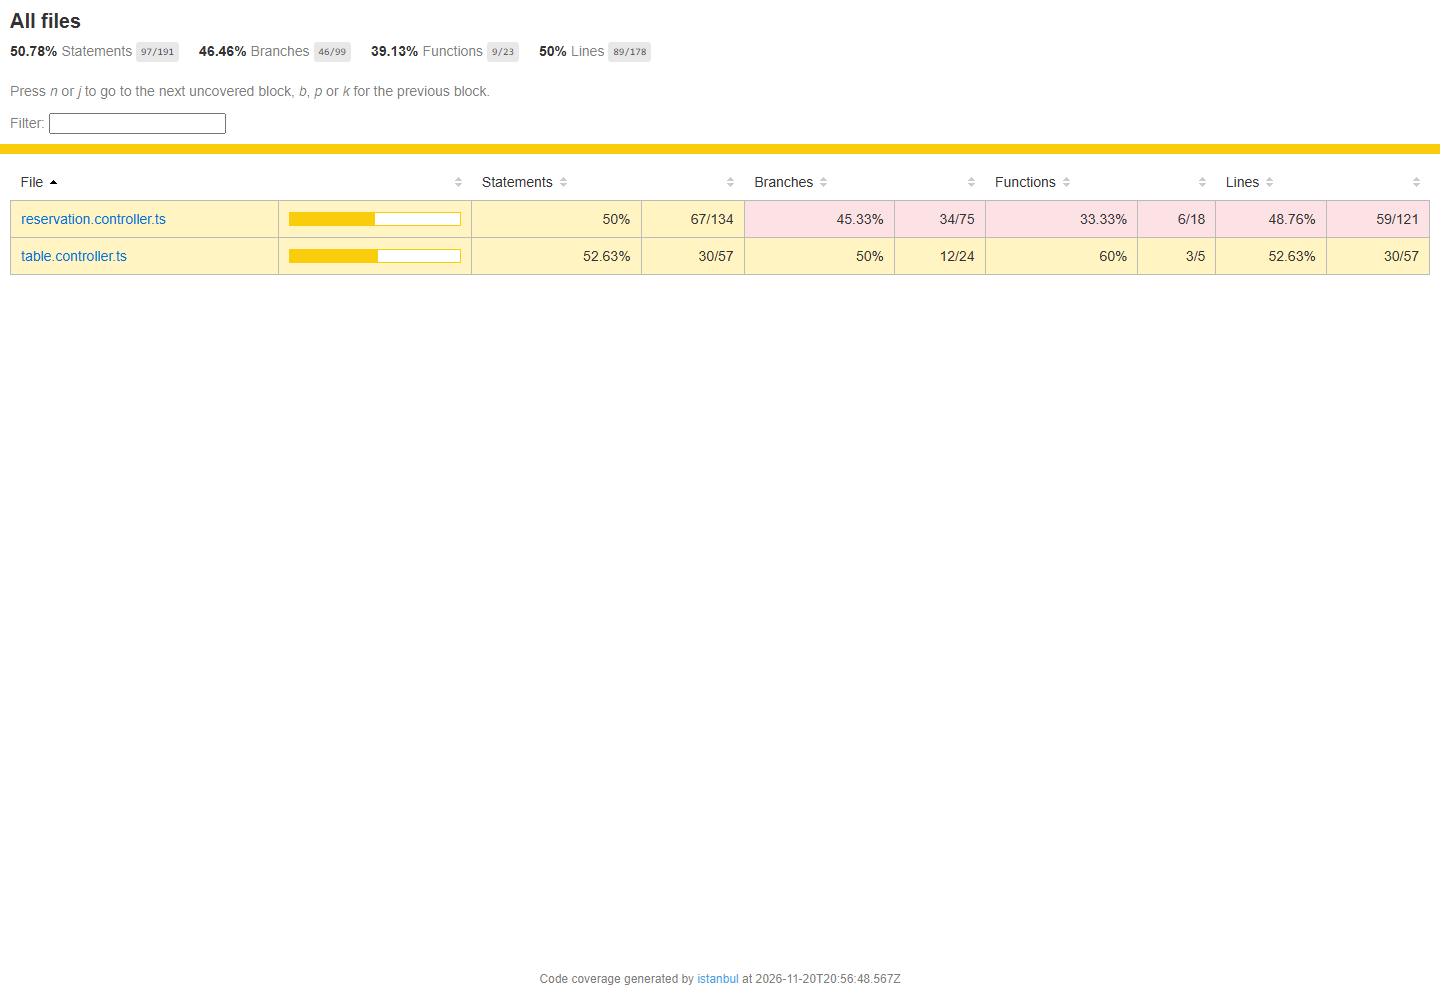 All files
50.78% Statements 97/191 46.46% Branches 46/99 39.13% Functions 9/23 50% Lines 89/178
Press n or j to go to the next uncovered block, b, p or k for the previous block.
Filter:
File Statements Branches Functions Lines
reservation.controller.ts 50% 67/134 45.33% 34/75 33.33% 6/18 48.76% 59/121
table.controller.ts 52.63% 30/57 50% 12/24 60% 3/5 52.63% 30/57
Code coverage generated by istanbul at 2026-11-20T20:56:48.567Z